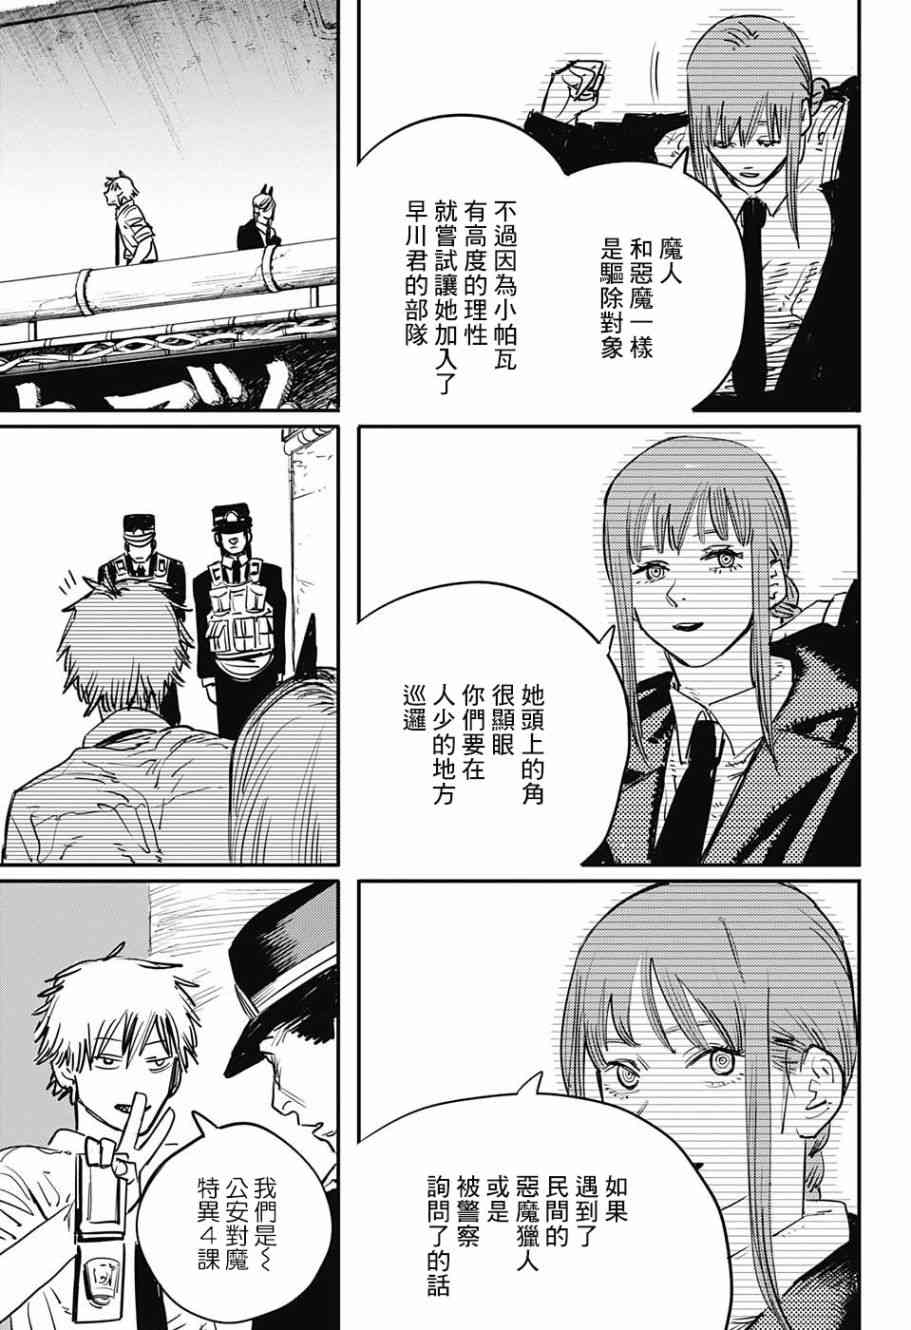 魔人
和惡魔一樣
是驅除對象
不過因為小帕瓦
有高度的理性
就嘗試讓她加入了
早川君的部隊
她頭上的角
很顯眼
你們要在
人少的地方
巡邏
如果
遇到了
民間的
惡魔獵人
或是
被警察
詢問了的話
我們是～
公安對魔
特異4課